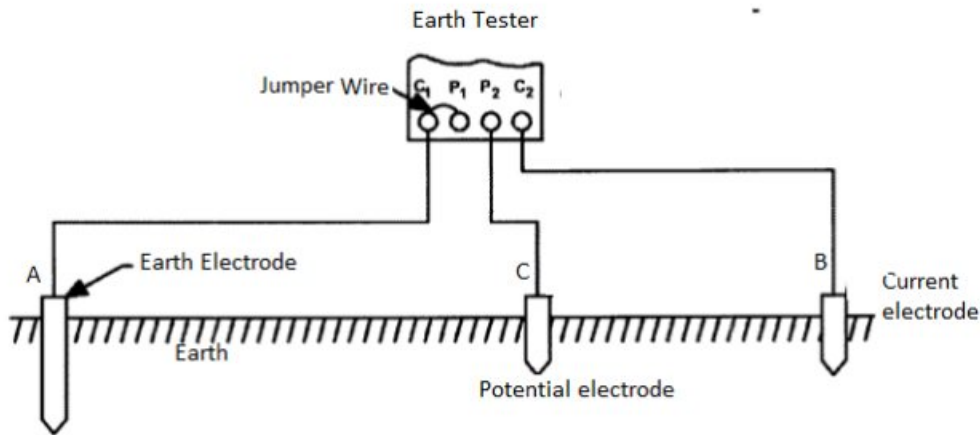 Earth Tester
Jumper Wire
C₁ P₁ P₂ C₂
A
Earth Electrode
C
B
Current
electrode
Earth
Potential electrode